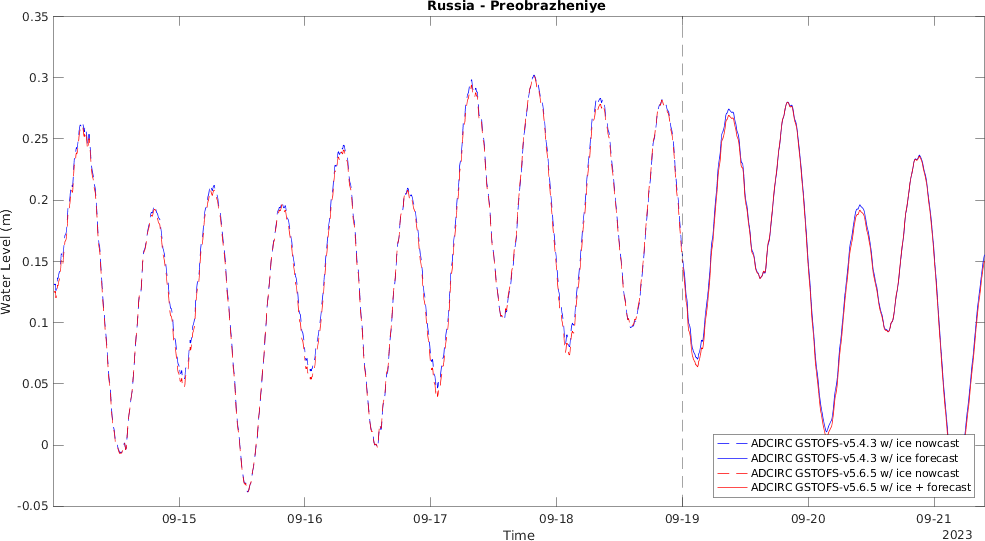 Russia - Preobrazheniye
0.35
0.3
0.25
0.2
0.15
0.1
0.05
0
-0.05
Water Level (m)
ADCIRC GSTOFS-v5.4.3 w/ ice nowcast
ADCIRC GSTOFS-v5.4.3 w/ ice forecast
ADCIRC GSTOFS-v5.6.5 w/ ice nowcast
ADCIRC GSTOFS-v5.6.5 w/ ice + forecast
09-15 09-16 09-17 09-18 09-19 09-20 09-21
Time
2023